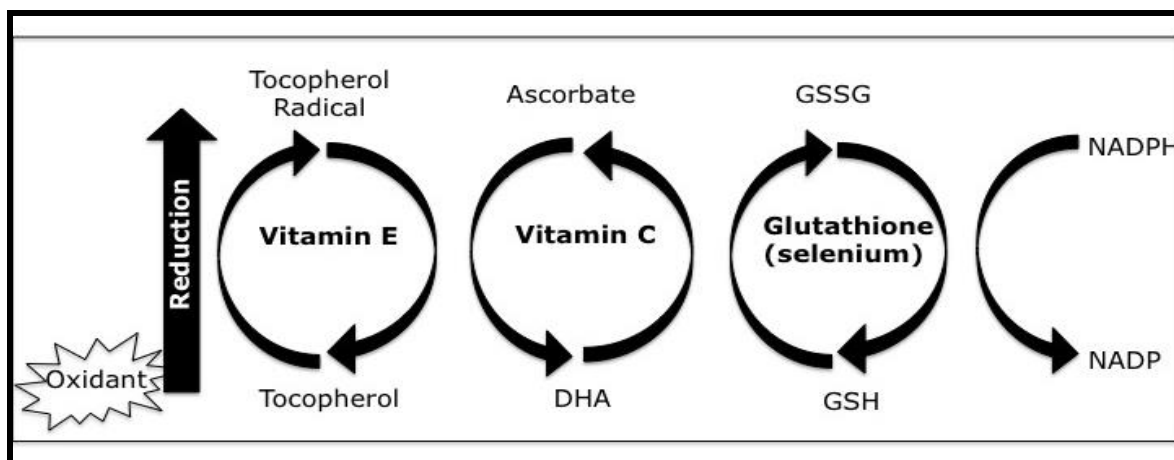 Tocopherol
Radical
Ascorbate
GSSG
NADPH
Reduction
Vitamin E
Vitamin C
Glutathione
(selenium)
Oxidant
Tocopherol
DHA
GSH
NADP